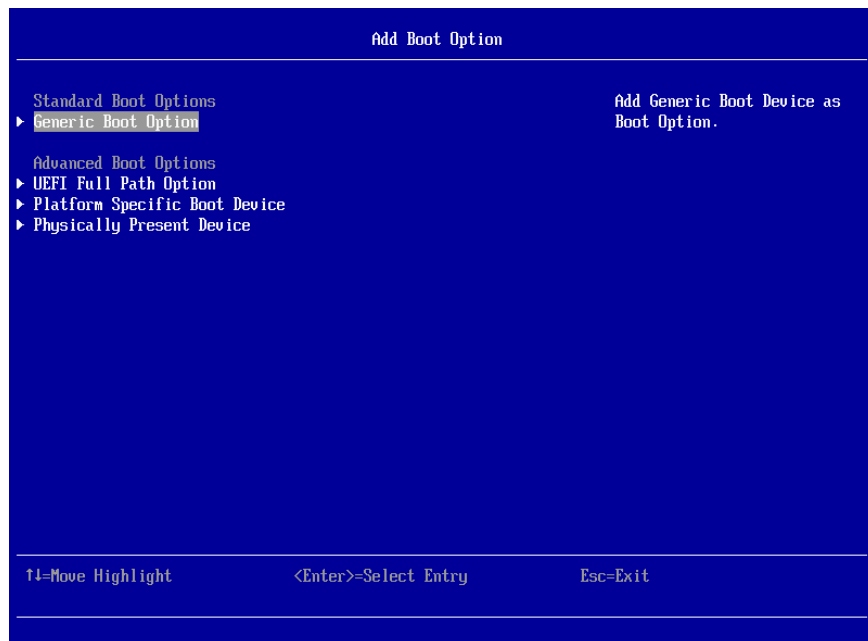 Add Boot Option
Standard Boot Options
Generic Boot Option
Add Generic Boot Device as
Boot Option.
Advanced Boot Options
UEFI Full Path Option
Platform Specific Boot Device
Physically Present Device
↑↓=Move Highlight <Enter>=Select Entry Esc=Exit